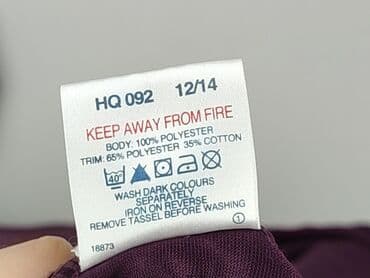 HQ 092 12/14
KEEP AWAY FROM FIRE
BODY: 100% POLYESTER
TRIM: 65% POLYESTER 35% COTTON
40°
WASH DARK COLOURS
SEPARATELY
IRON ON REVERSE
REMOVE TASSEL BEFORE WASHING
18873 1